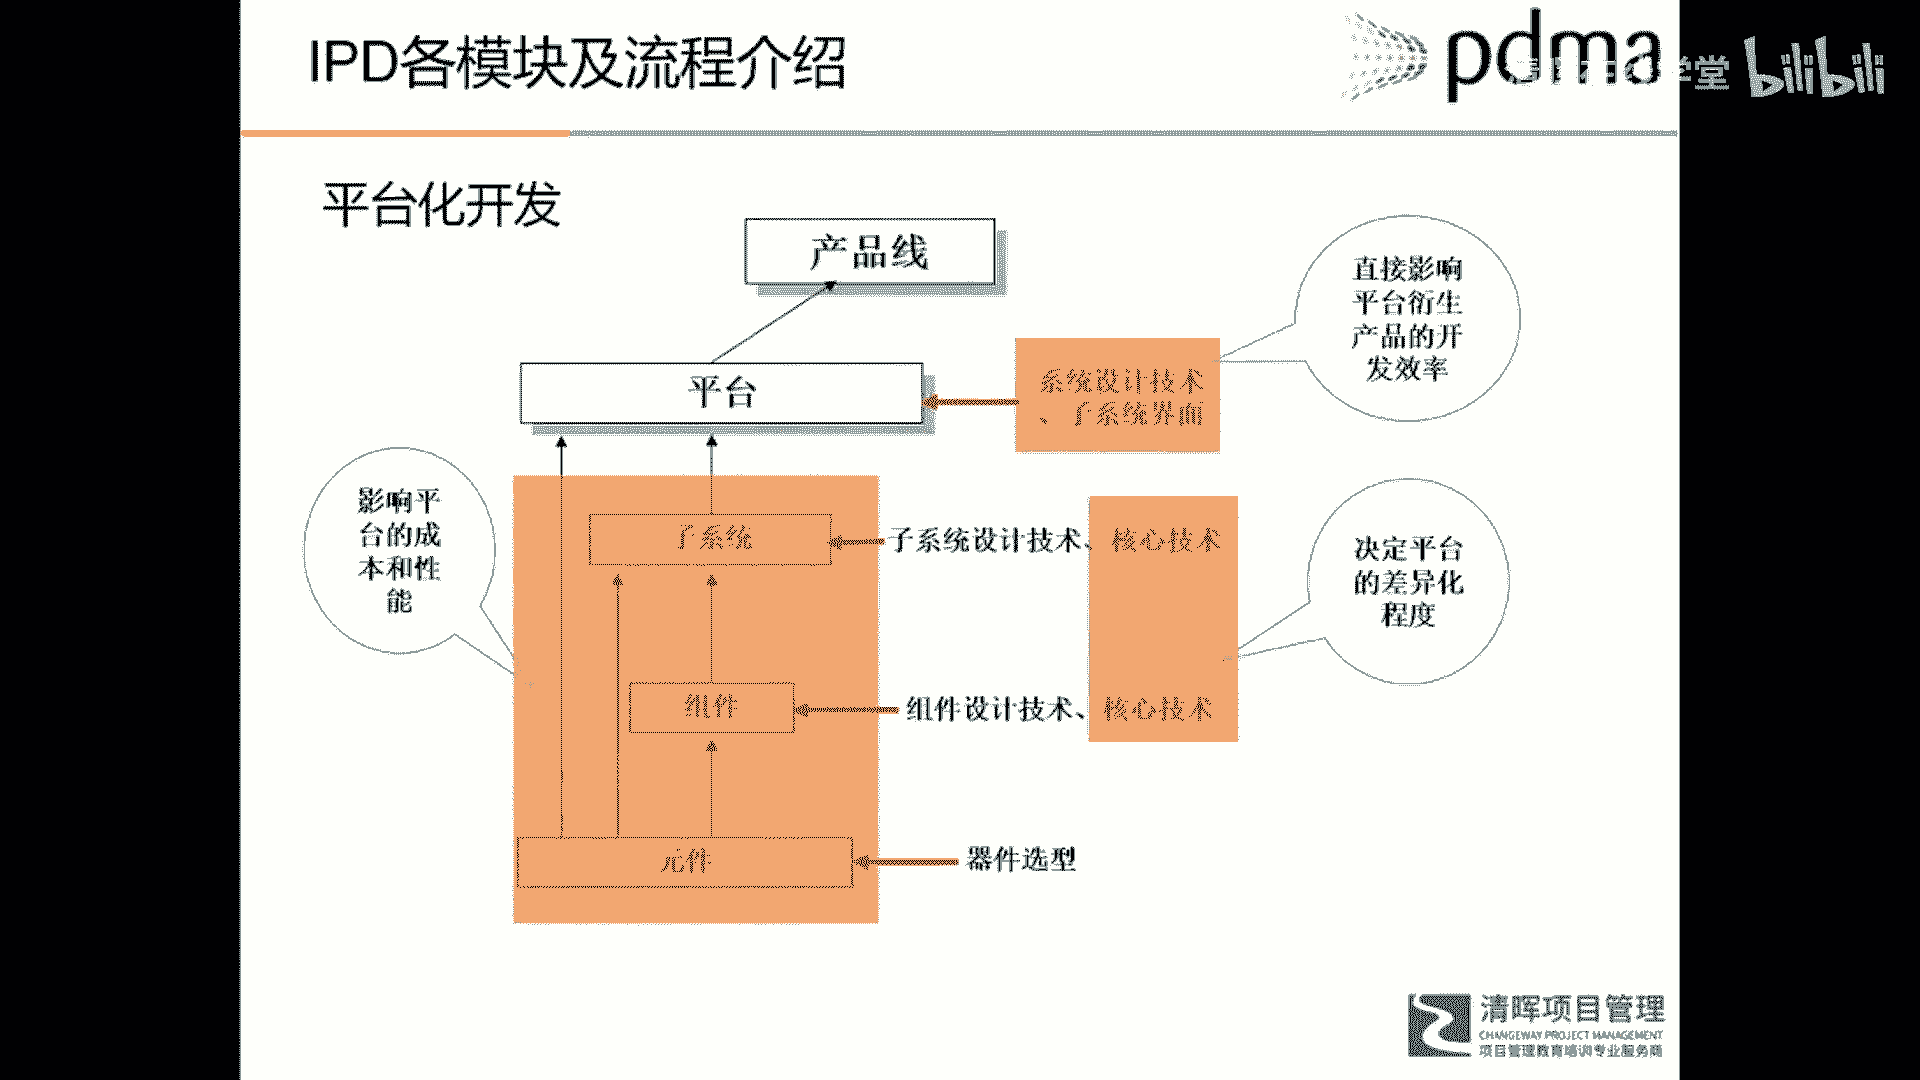 IPD各模块及流程介绍
pdma
学堂
bilibili
平台化开发
产品线
直接影响
平台衍生
产品的开
发效率
平台
系统设计技术
、子系统界面
影响平
台的成
本和性
能
子系统
子系统设计技术、核心技术
决定平台
的差异化
程度
组件
组件设计技术、核心技术
元件
器件选型
清晖项目管理
CHANGEWAY PROJECT MANAGEMENT
项目管理教育培训专业服务商